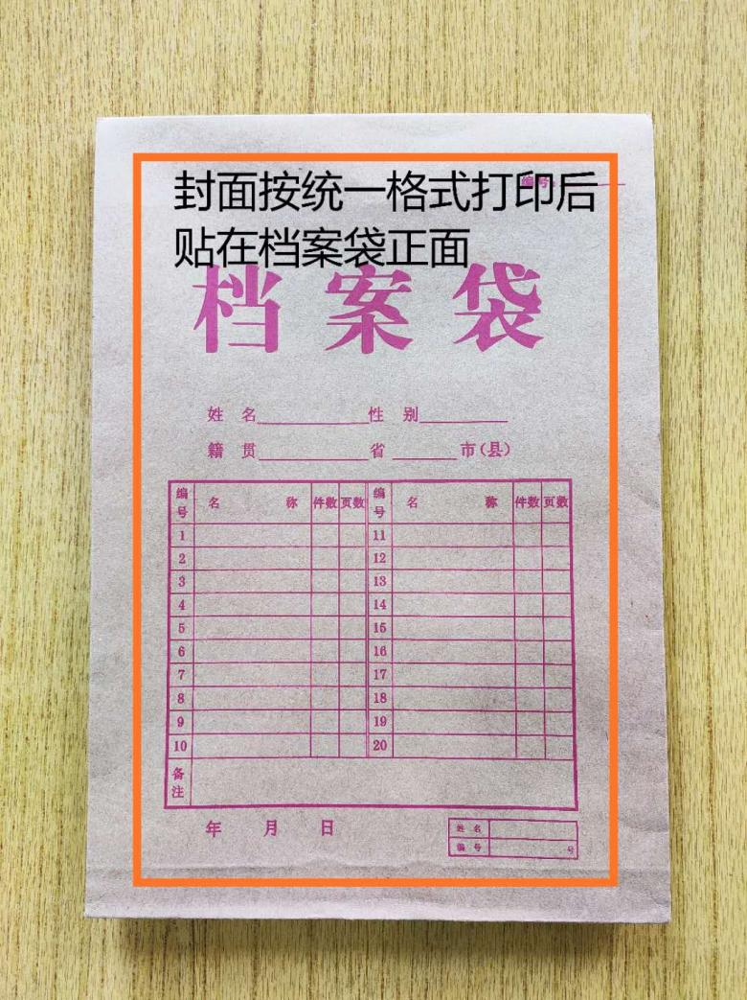 编号:
封面按统一格式打印后
贴在档案袋正面
档案袋
姓名 性别
籍贯 省 市(县)
编号 名称 件数 页数 编号 名称 件数 页数
1 11
2 12
3 13
4 14
5 15
6 16
7 17
8 18
9 19
10 20
备注
年 月 日
姓名
编号 号